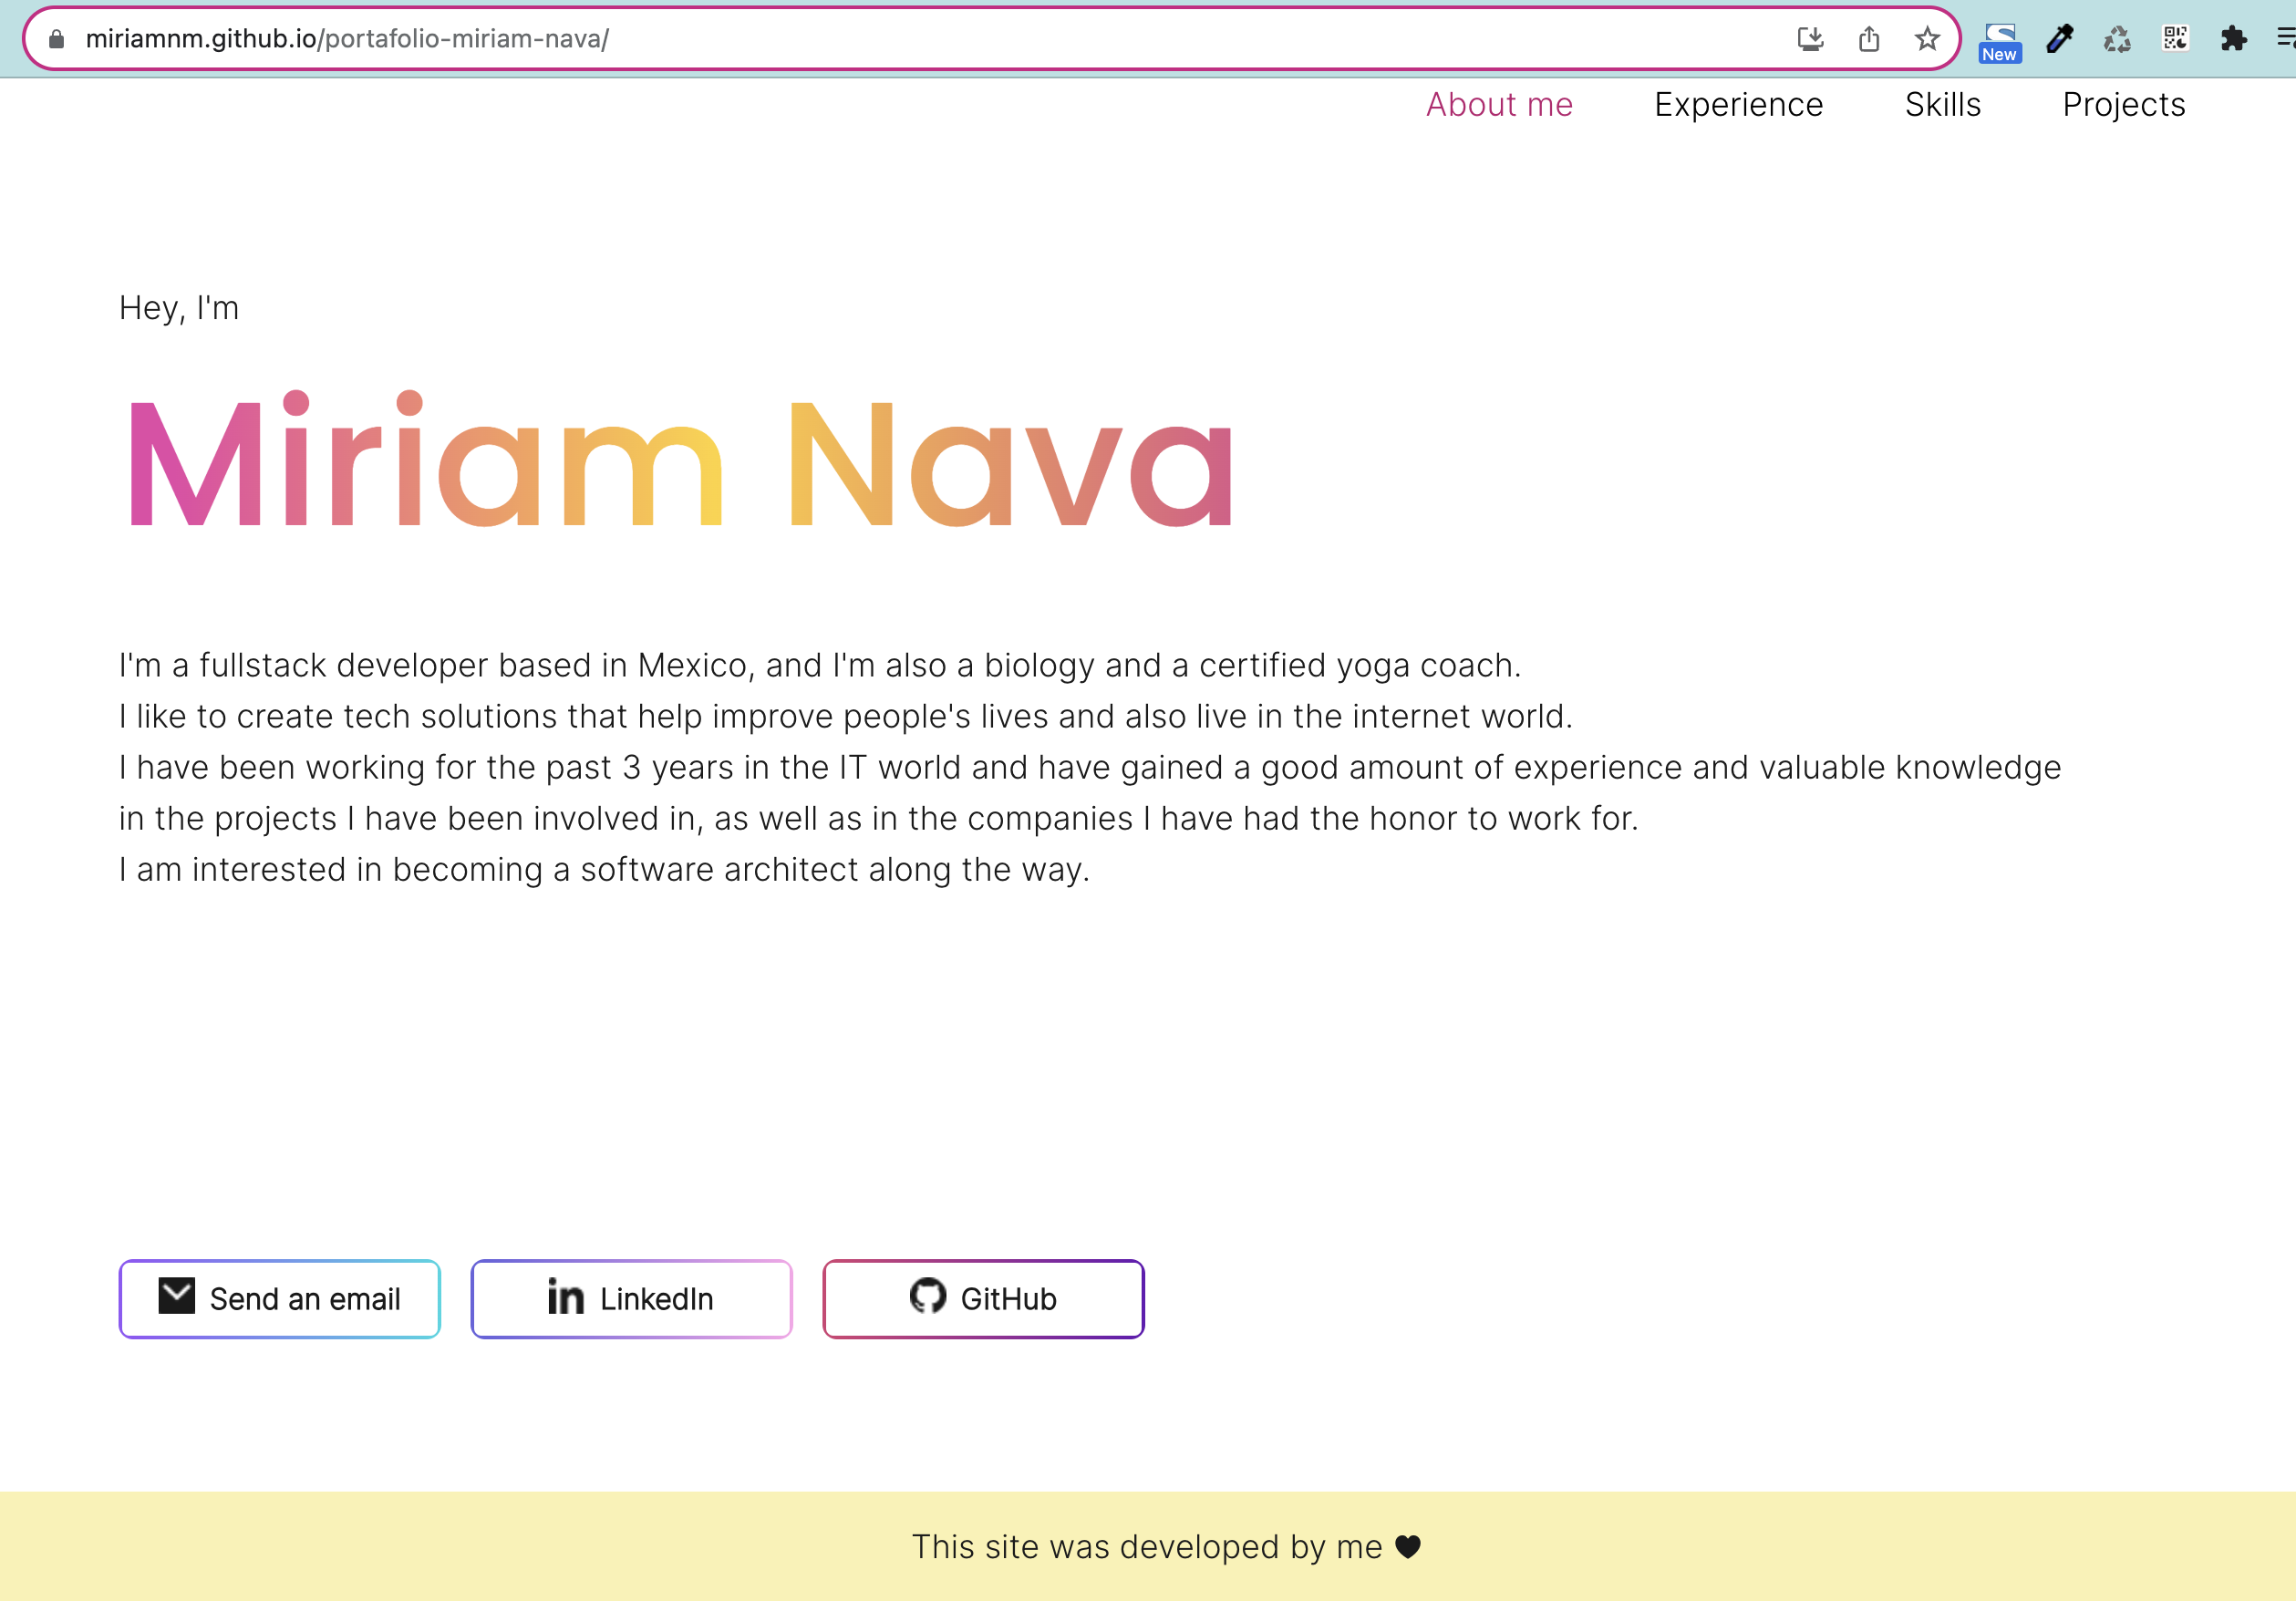 miriamnm.github.io/portafolio-miriam-nava/
New
About me Experience Skills Projects
Hey, I'm
Miriam Nava
I'm a fullstack developer based in Mexico, and I'm also a biology and a certified yoga coach.
I like to create tech solutions that help improve people's lives and also live in the internet world.
I have been working for the past 3 years in the IT world and have gained a good amount of experience and valuable knowledge
in the projects I have been involved in, as well as in the companies I have had the honor to work for.
I am interested in becoming a software architect along the way.
Send an email
in LinkedIn
GitHub
This site was developed by me ♥